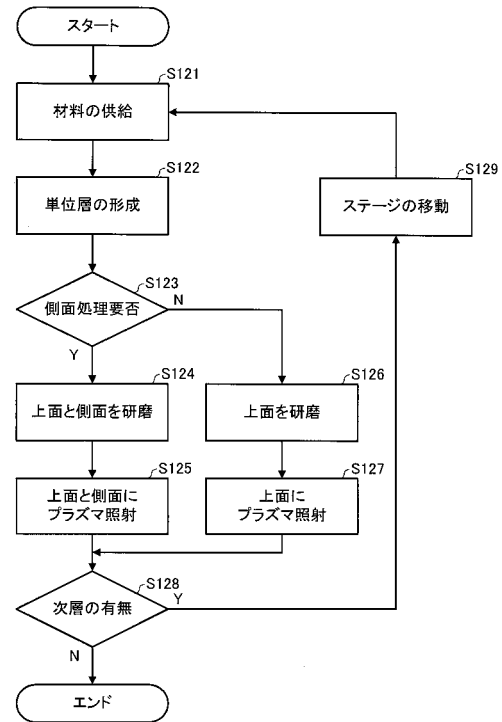 スタート
S121
材料の供給
S122
単位層の形成
S129
ステージの移動
S123
側面処理要否
N
Y
S124
上面と側面を研磨
S126
上面を研磨
S125
上面と側面に
プラズマ照射
S127
上面に
プラズマ照射
S128
次層の有無
Y
N
エンド